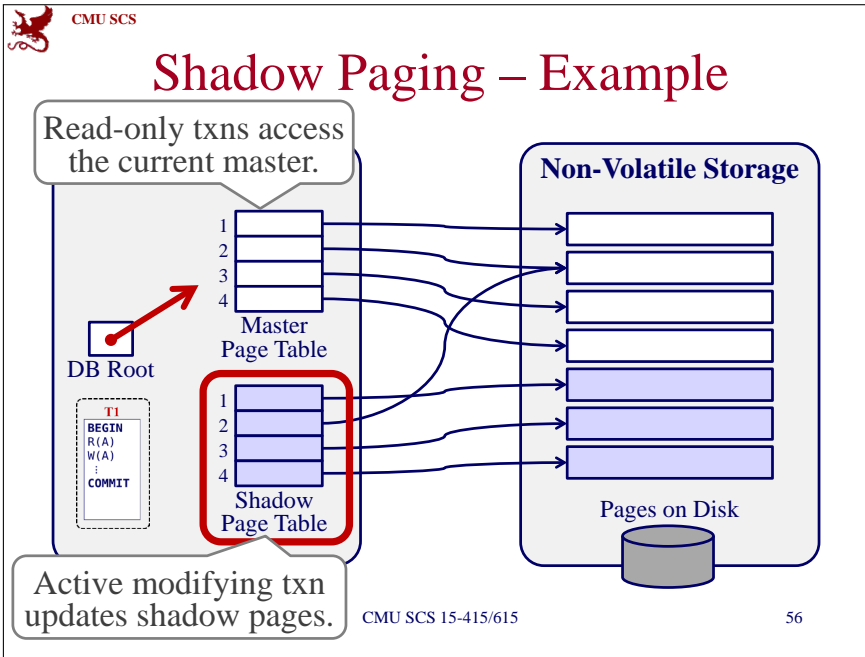 CMU SCS
Shadow Paging – Example
Read-only txns access
the current master.
Non-Volatile Storage
1
2
3
4
Master
Page Table
DB Root
T1
BEGIN
R(A)
W(A)
⋮
COMMIT
1
2
3
4
Shadow
Page Table
Pages on Disk
Active modifying txn
updates shadow pages.
CMU SCS 15-415/615
56